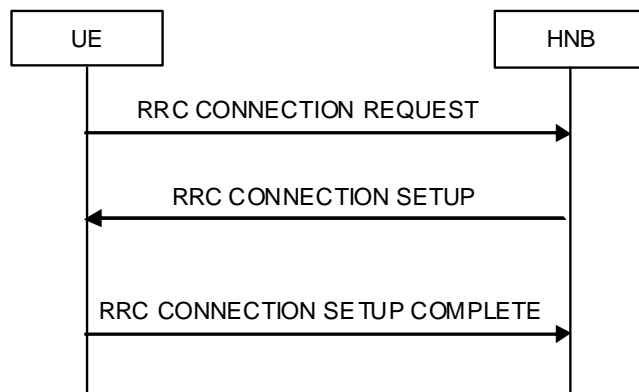 UE
HNB
RRC CONNECTION REQUEST
RRC CONNECTION SETUP
RRC CONNECTION SETUP COMPLETE